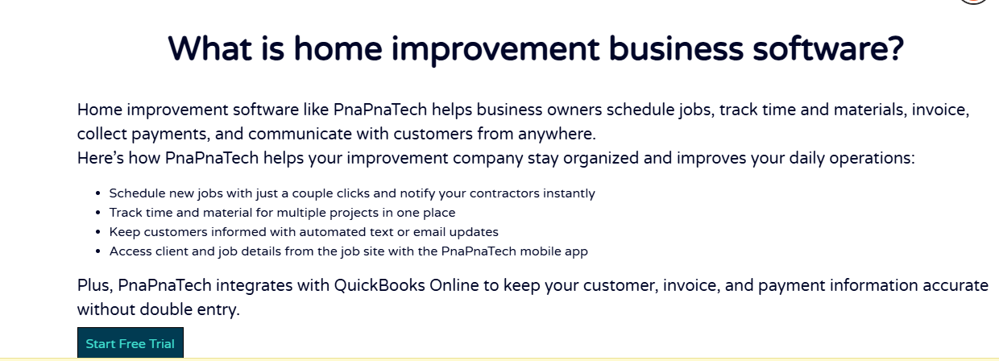 What is home improvement business software?
Home improvement software like PnaPnaTech helps business owners schedule jobs, track time and materials, invoice,
collect payments, and communicate with customers from anywhere.
Here’s how PnaPnaTech helps your improvement company stay organized and improves your daily operations:
• Schedule new jobs with just a couple clicks and notify your contractors instantly
• Track time and material for multiple projects in one place
• Keep customers informed with automated text or email updates
• Access client and job details from the job site with the PnaPnaTech mobile app
Plus, PnaPnaTech integrates with QuickBooks Online to keep your customer, invoice, and payment information accurate
without double entry.
Start Free Trial